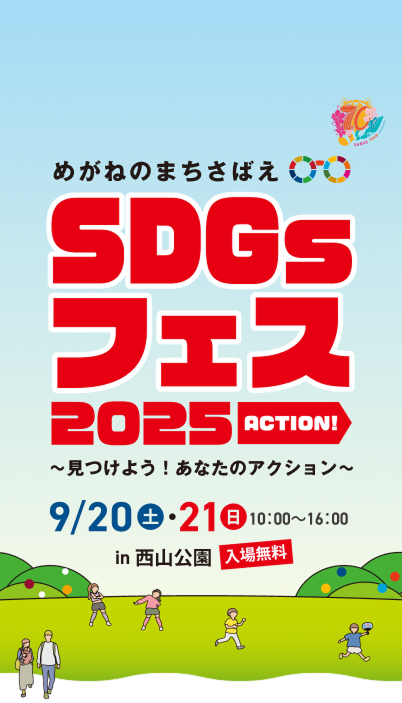 めがねのまちさばえ
SDGs
フェス
2025 ACTION!
～見つけよう！あなたのアクション～
9/20土・21日 10:00～16:00
in 西山公園 入場無料